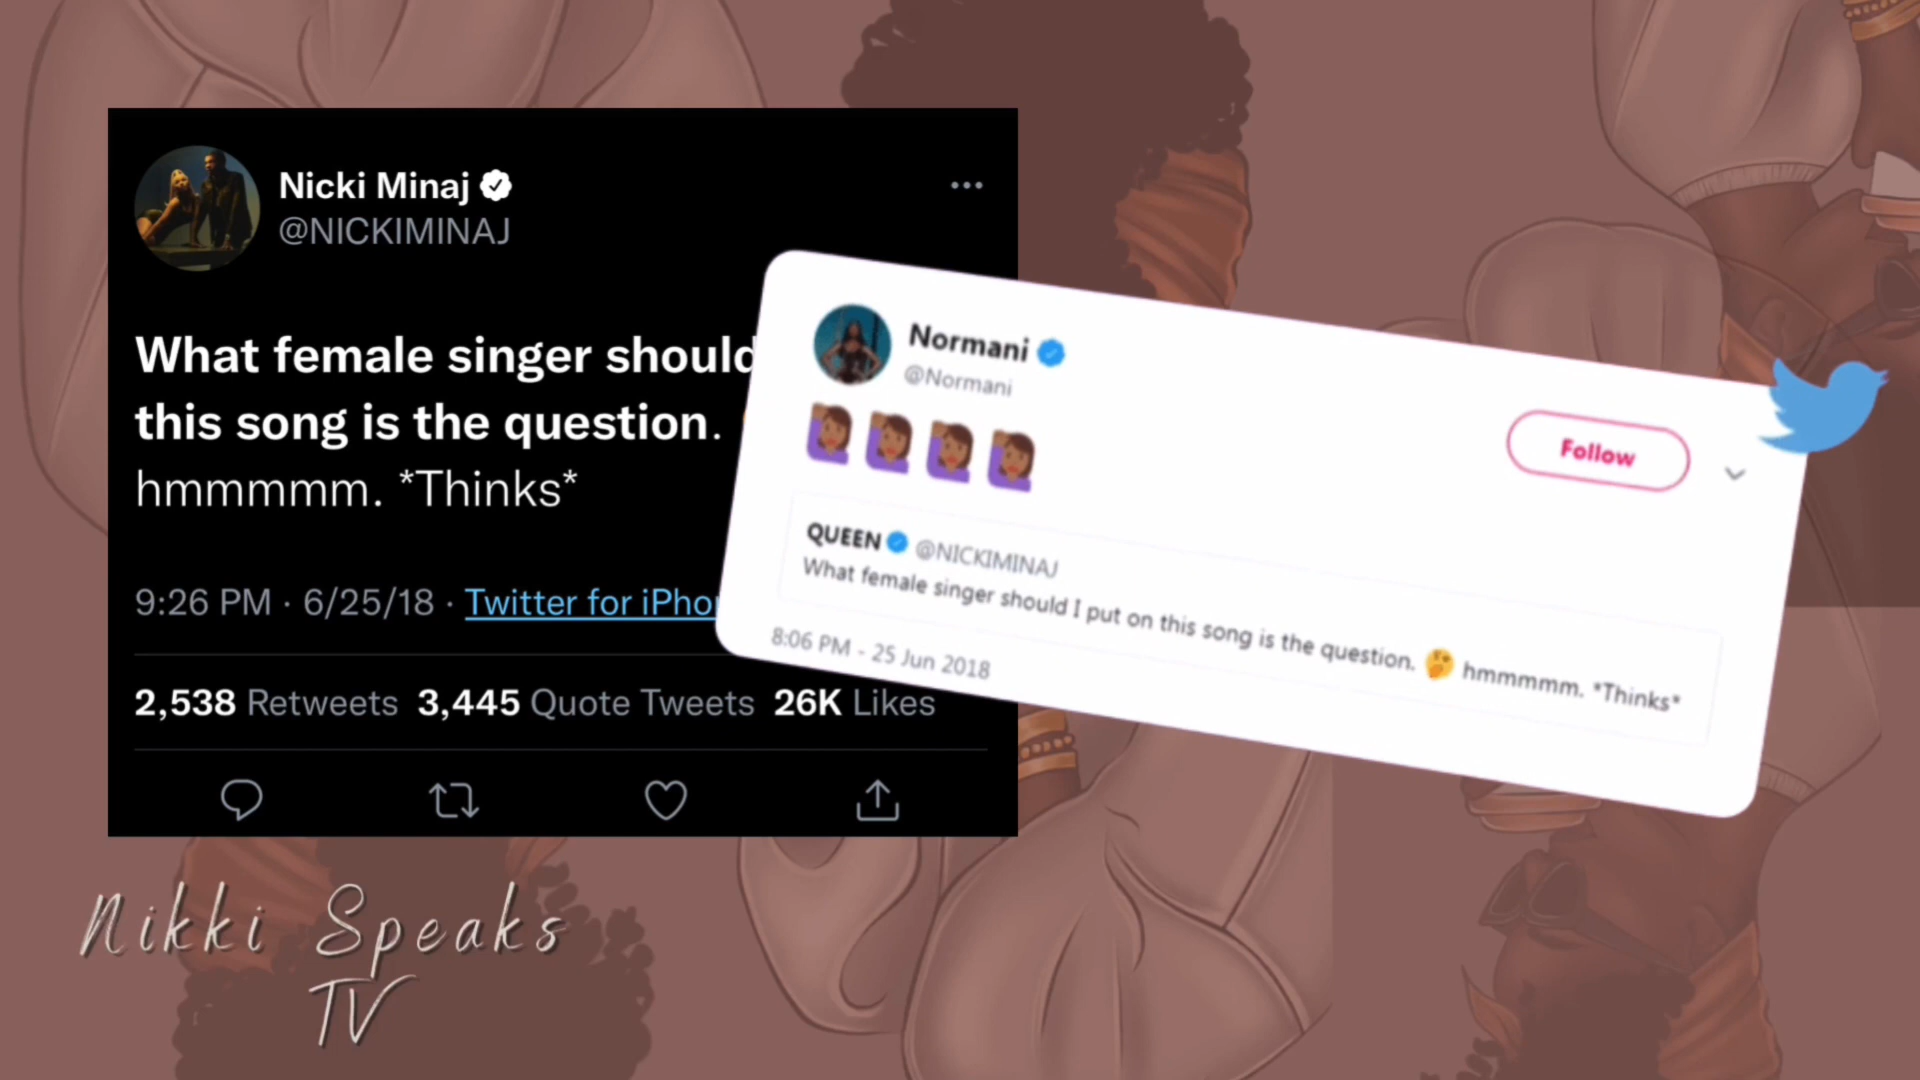 Nicki Minaj
@NICKIMINAJ
What female singer should
this song is the question.
hmmmmm. *Thinks*
9:26 PM · 6/25/18 · Twitter for iPho
2,538 Retweets 3,445 Quote Tweets 26K Likes
Normani
@Normani
🙋🏾‍♀️🙋🏾‍♀️🙋🏾‍♀️🙋🏾‍♀️
Follow
QUEEN @NICKIMINAJ
What female singer should I put on this song is the question. 🤔 hmmmmm. *Thinks*
8:06 PM - 25 Jun 2018
Nikki Speaks
TV